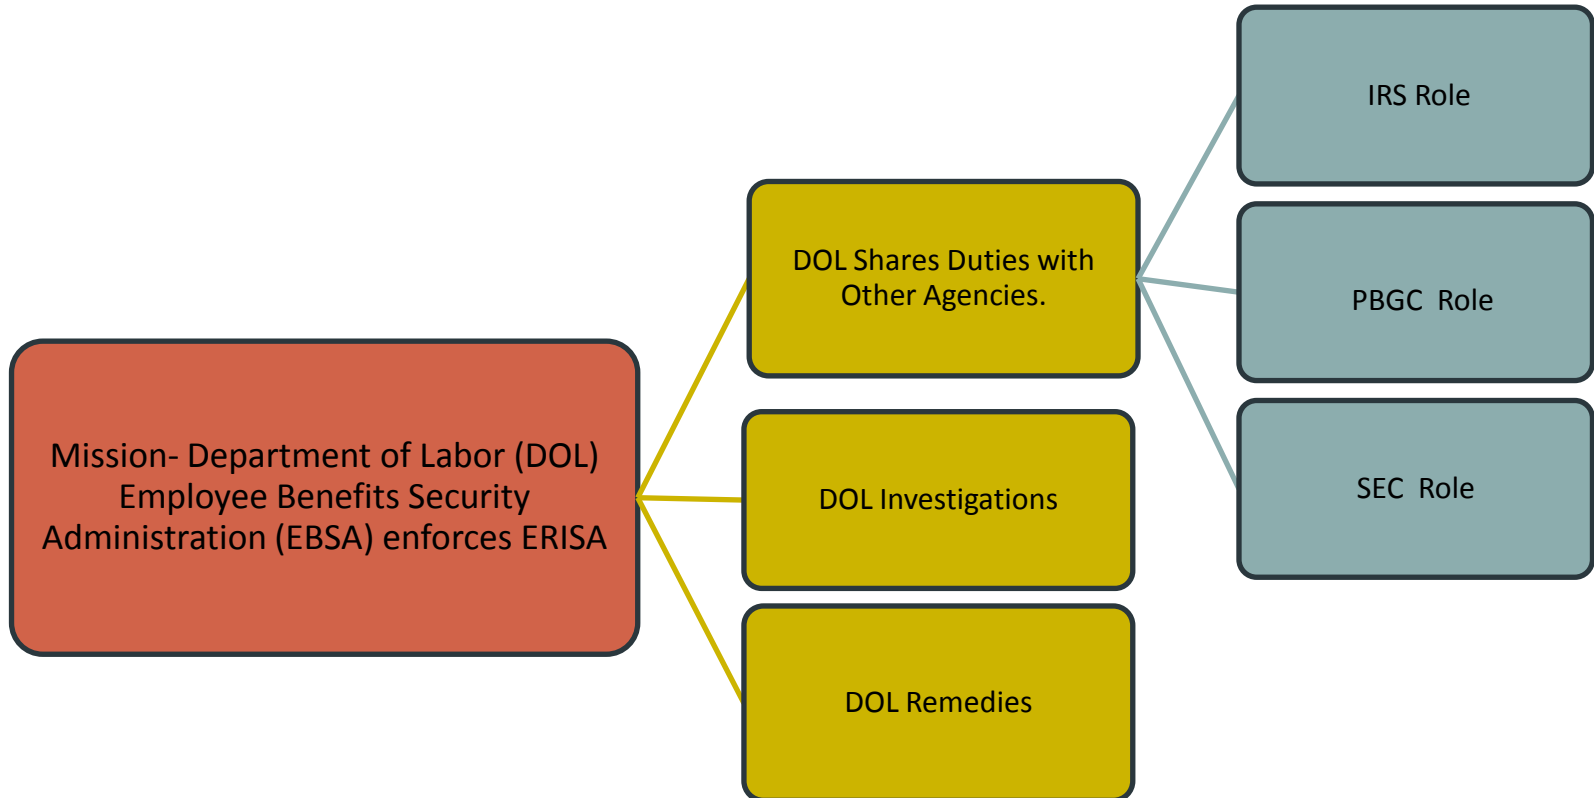 Mission- Department of Labor (DOL)
Employee Benefits Security
Administration (EBSA) enforces ERISA
DOL Shares Duties with
Other Agencies.
IRS Role
PBGC  Role
SEC  Role
DOL Investigations
DOL Remedies